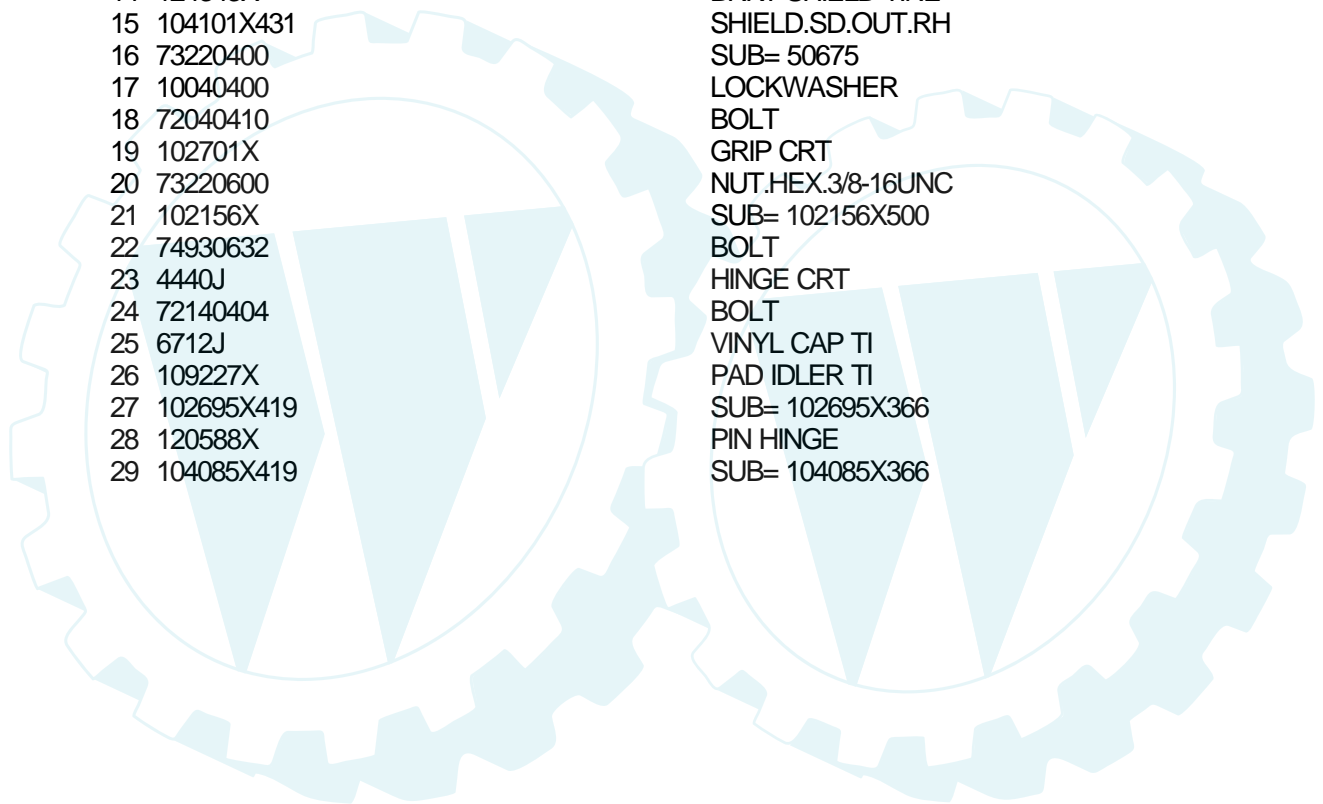 15 104101X431 SHIELD.SD.OUT.RH
16 73220400 SUB= 50675
17 10040400 LOCKWASHER
18 72040410 BOLT
19 102701X GRIP CRT
20 73220600 NUT.HEX.3/8-16UNC
21 102156X SUB= 102156X500
22 74930632 BOLT
23 4440J HINGE CRT
24 72140404 BOLT
25 6712J VINYL CAP TI
26 109227X PAD IDLER TI
27 102695X419 SUB= 102695X366
28 120588X PIN HINGE
29 104085X419 SUB= 104085X366